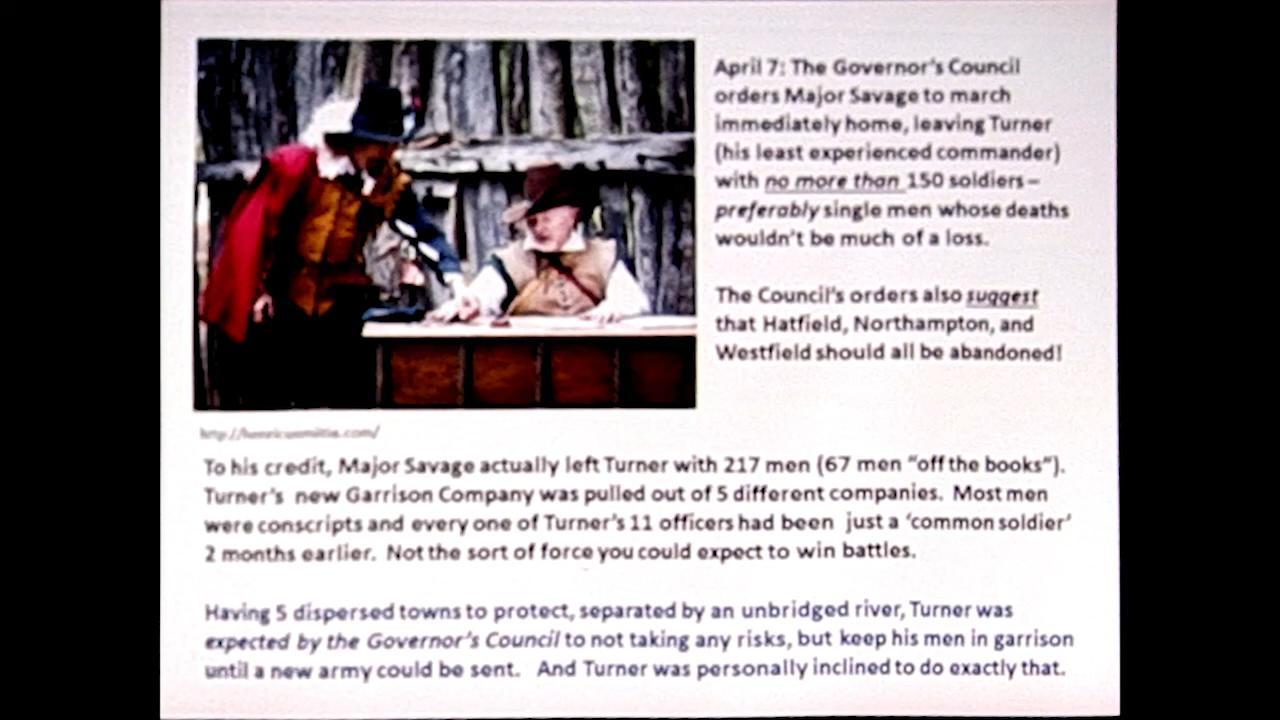 April 7: The Governor's Council
orders Major Savage to march
immediately home, leaving Turner
(his least experienced commander)
with no more than 150 soldiers –
preferably single men whose deaths
wouldn't be much of a loss.
The Council's orders also suggest
that Hatfield, Northampton, and
Westfield should all be abandoned!
To his credit, Major Savage actually left Turner with 217 men (67 men "off the books").
Turner's new Garrison Company was pulled out of 5 different companies. Most men
were conscripts and every one of Turner's 11 officers had been just a 'common soldier'
2 months earlier. Not the sort of force you could expect to win battles.
Having 5 dispersed towns to protect, separated by an unbridged river, Turner was
expected by the Governor's Council to not taking any risks, but keep his men in garrison
until a new army could be sent. And Turner was personally inclined to do exactly that.